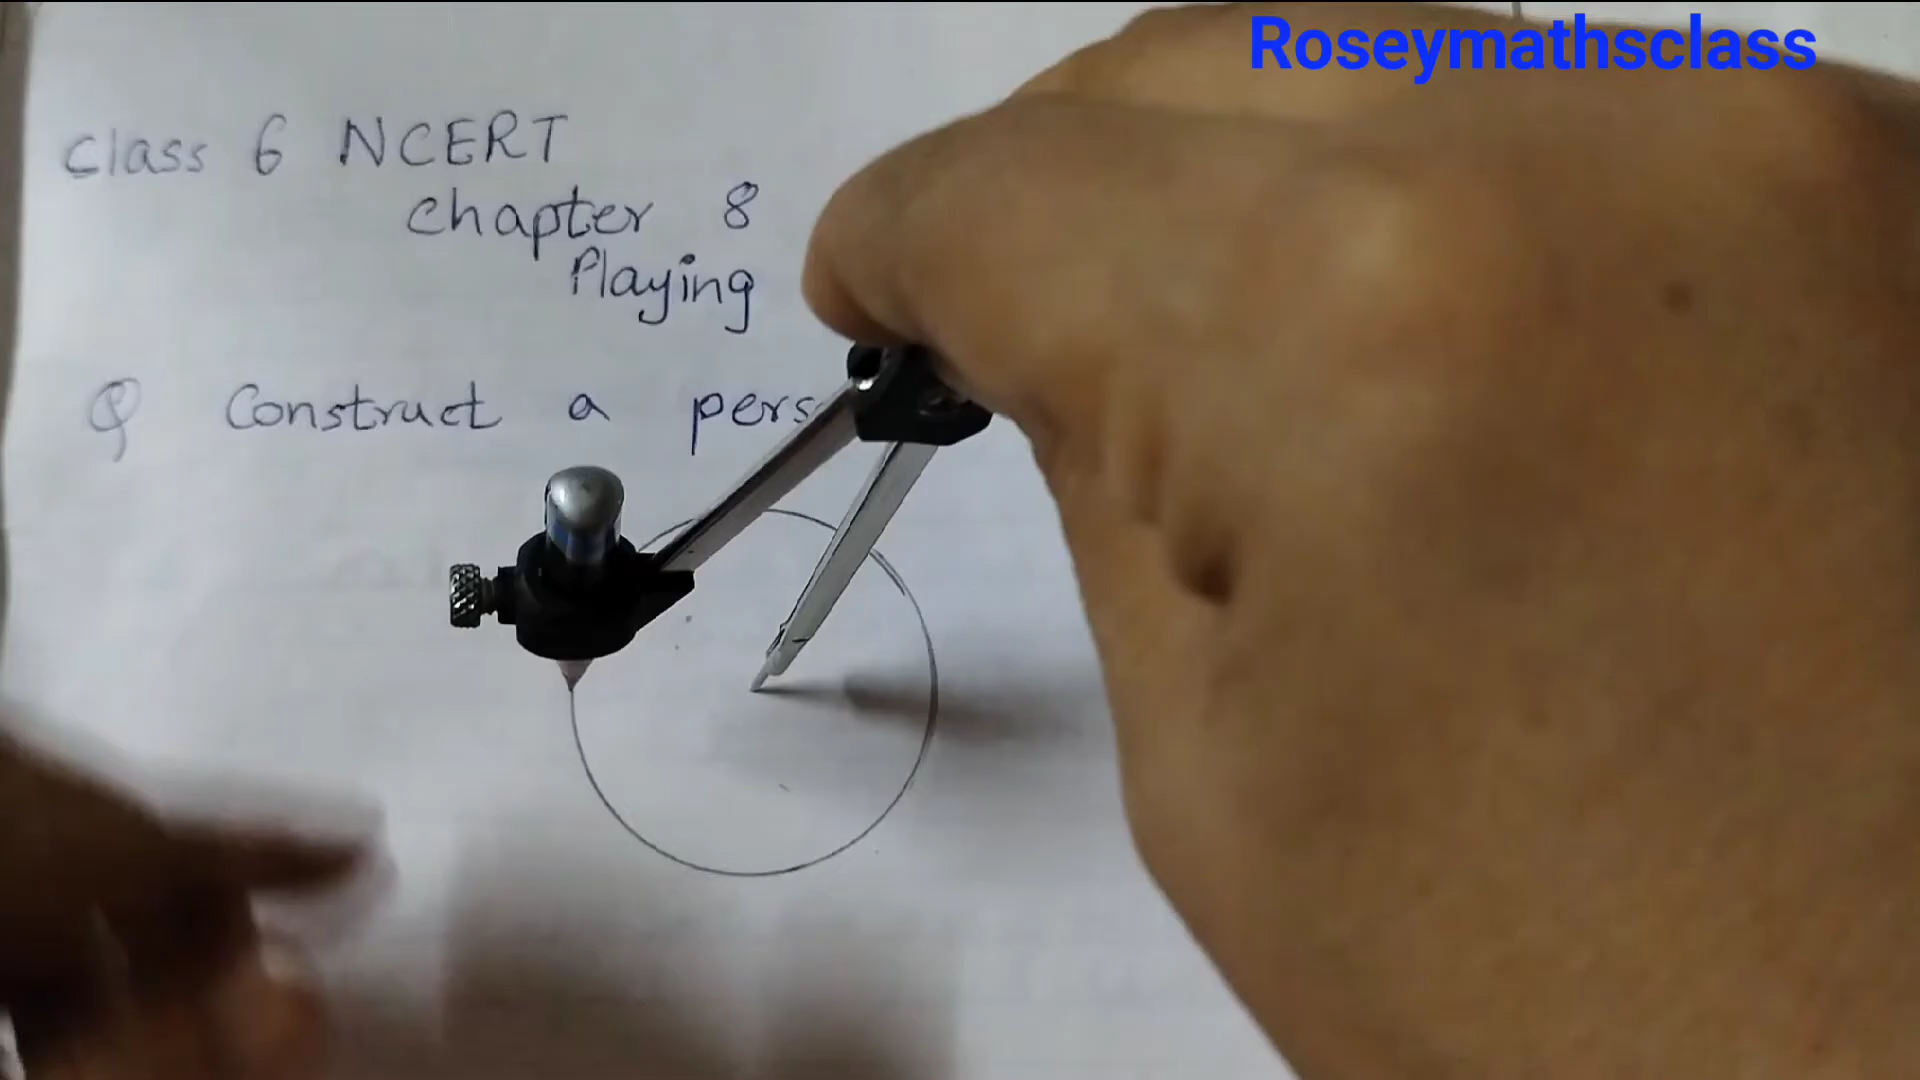 Roseymathsclass
Class 6 NCERT
Chapter 8
Playing
Q Construct a pers